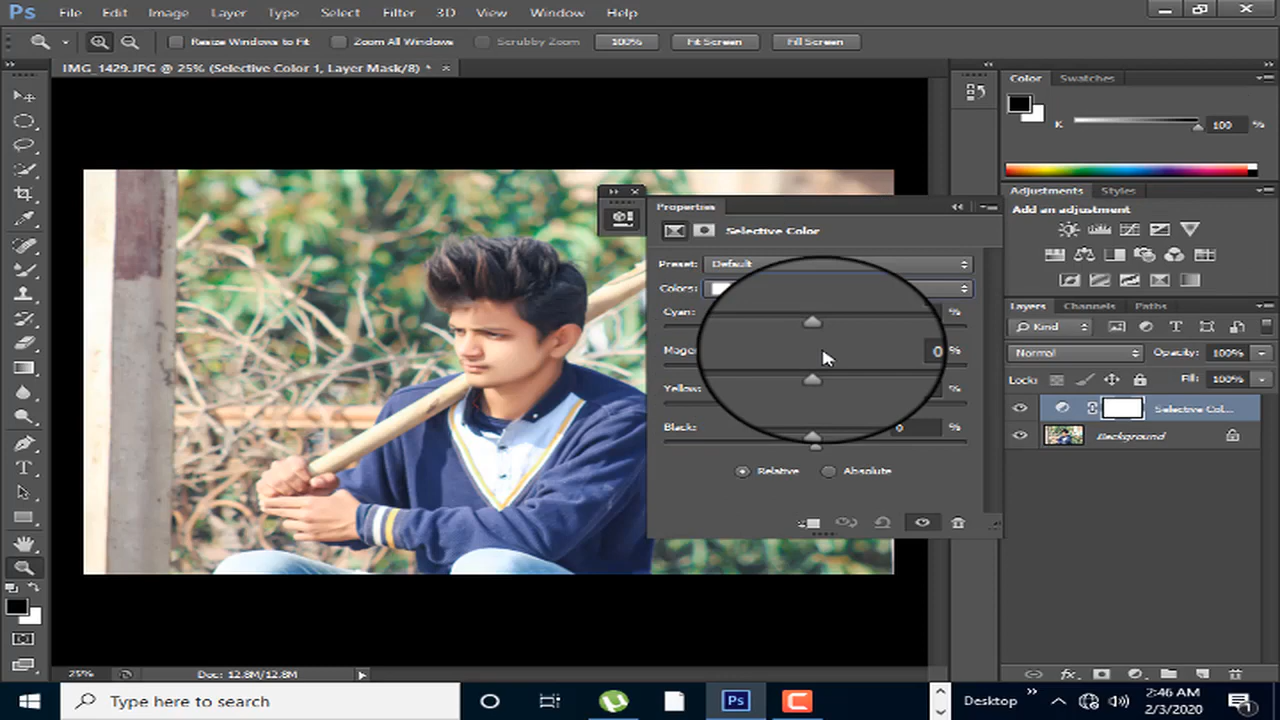 Ps File Edit Image Layer Type Select Filter 3D View Window Help
Resize Windows to Fit Zoom All Windows Scrubby Zoom 100% Fit Screen Fill Screen
IMG_1429.JPG @ 25% (Selective Color 1, Layer Mask/8) * ×
Color Swatches
K 100 %
Adjustments Styles
Add an adjustment
Properties
Selective Color
Preset: Default
Colors:
Cyan: %
Mage 0 %
Yellow: %
Black: 0 %
Relative Absolute
Layers Channels Paths
Kind
Normal Opacity: 100%
Lock: Fill: 100%
Selective Col...
Background
25% Doc: 12.8M/12.8M
Type here to search
Ps
Desktop
2:46 AM
2/3/2020
1